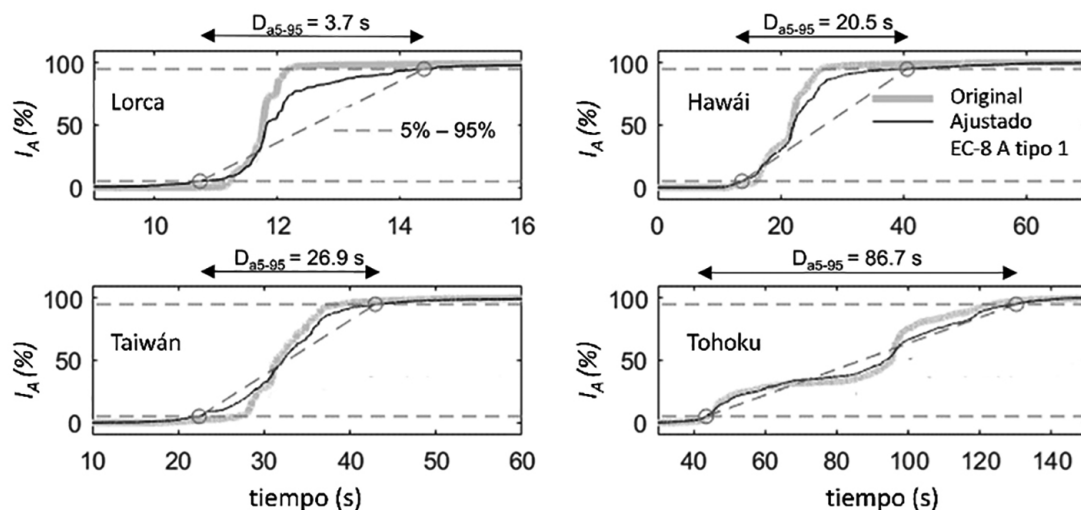 D_a5-95 = 3.7 s
100
50
0
I_A (%)
Lorca
5% – 95%
10
12
14
16
D_a5-95 = 20.5 s
100
50
0
I_A (%)
Hawái
Original
Ajustado
EC-8 A tipo 1
0
20
40
60
D_a5-95 = 26.9 s
100
50
0
I_A (%)
Taiwán
10
20
30
40
50
60
tiempo (s)
D_a5-95 = 86.7 s
100
50
0
I_A (%)
Tohoku
40
60
80
100
120
140
tiempo (s)